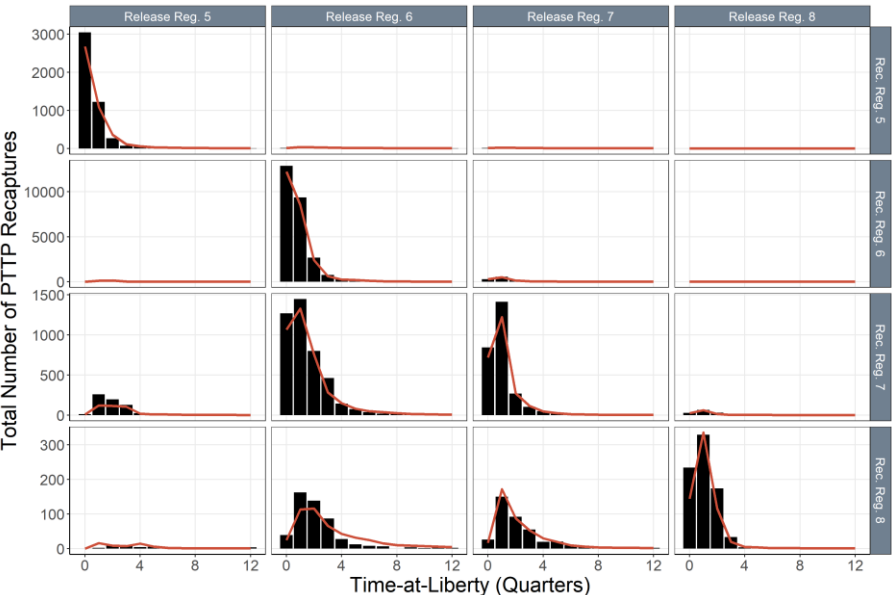 Release Reg. 5 Release Reg. 6 Release Reg. 7 Release Reg. 8
Total Number of PTTP Recaptures
3000
2000
1000
0
Rec. Reg. 5
10000
5000
0
Rec. Reg. 6
1500
1000
500
0
Rec. Reg. 7
300
200
100
0
Rec. Reg. 8
0 4 8 12 0 4 8 12 0 4 8 12 0 4 8 12
Time-at-Liberty (Quarters)